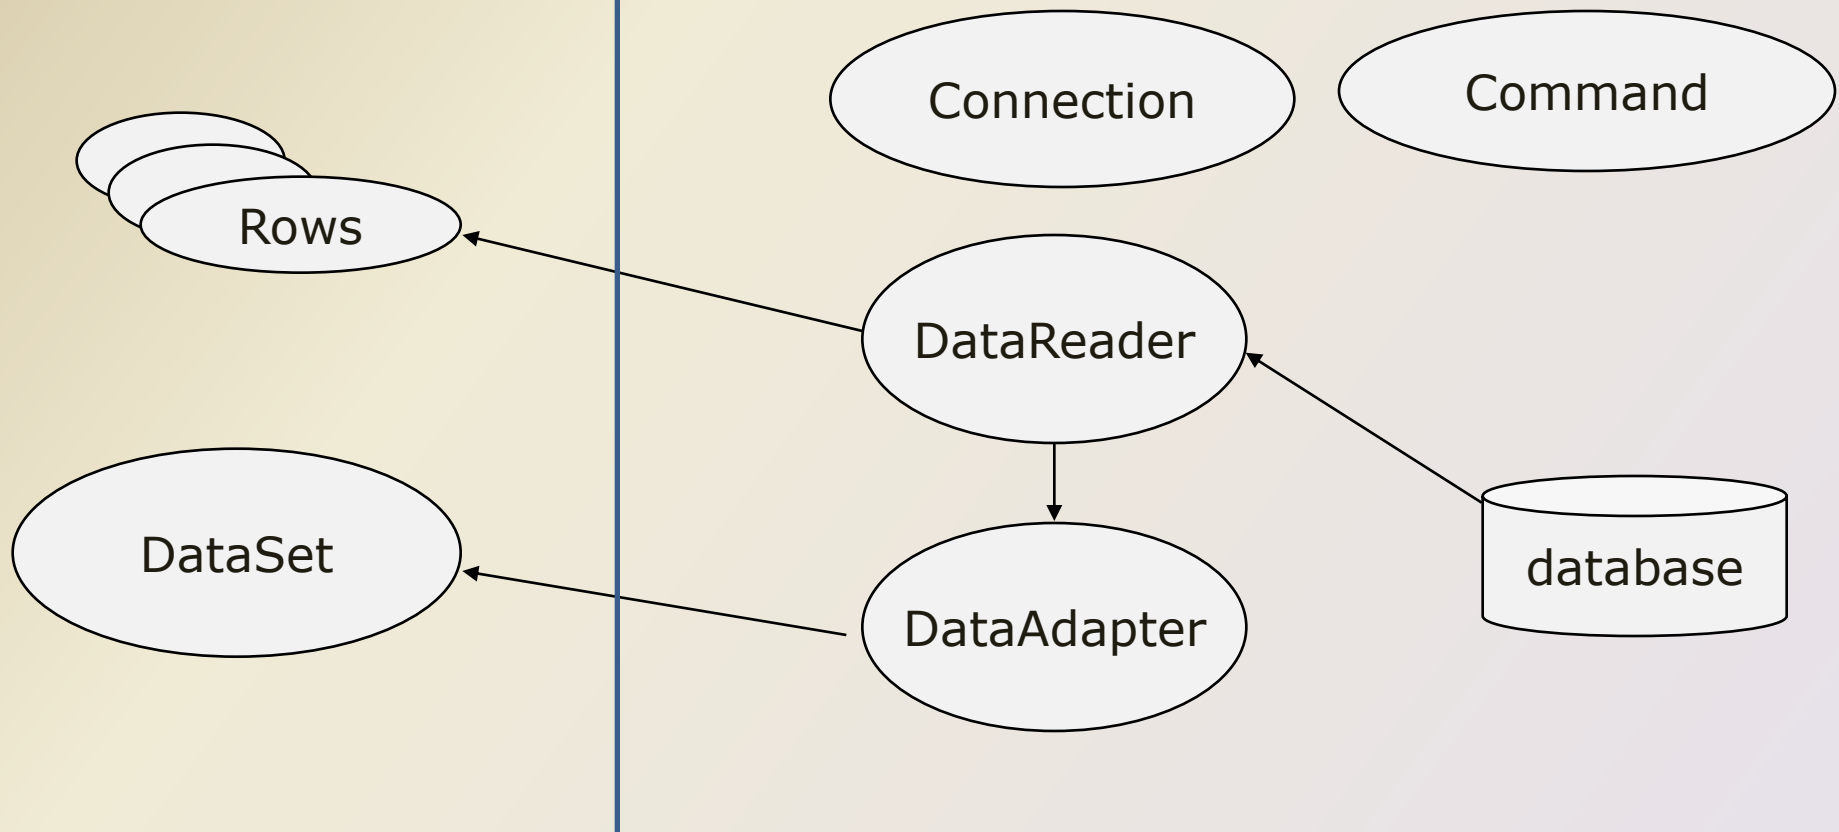 Connection
Command
Rows
DataReader
DataSet
database
DataAdapter